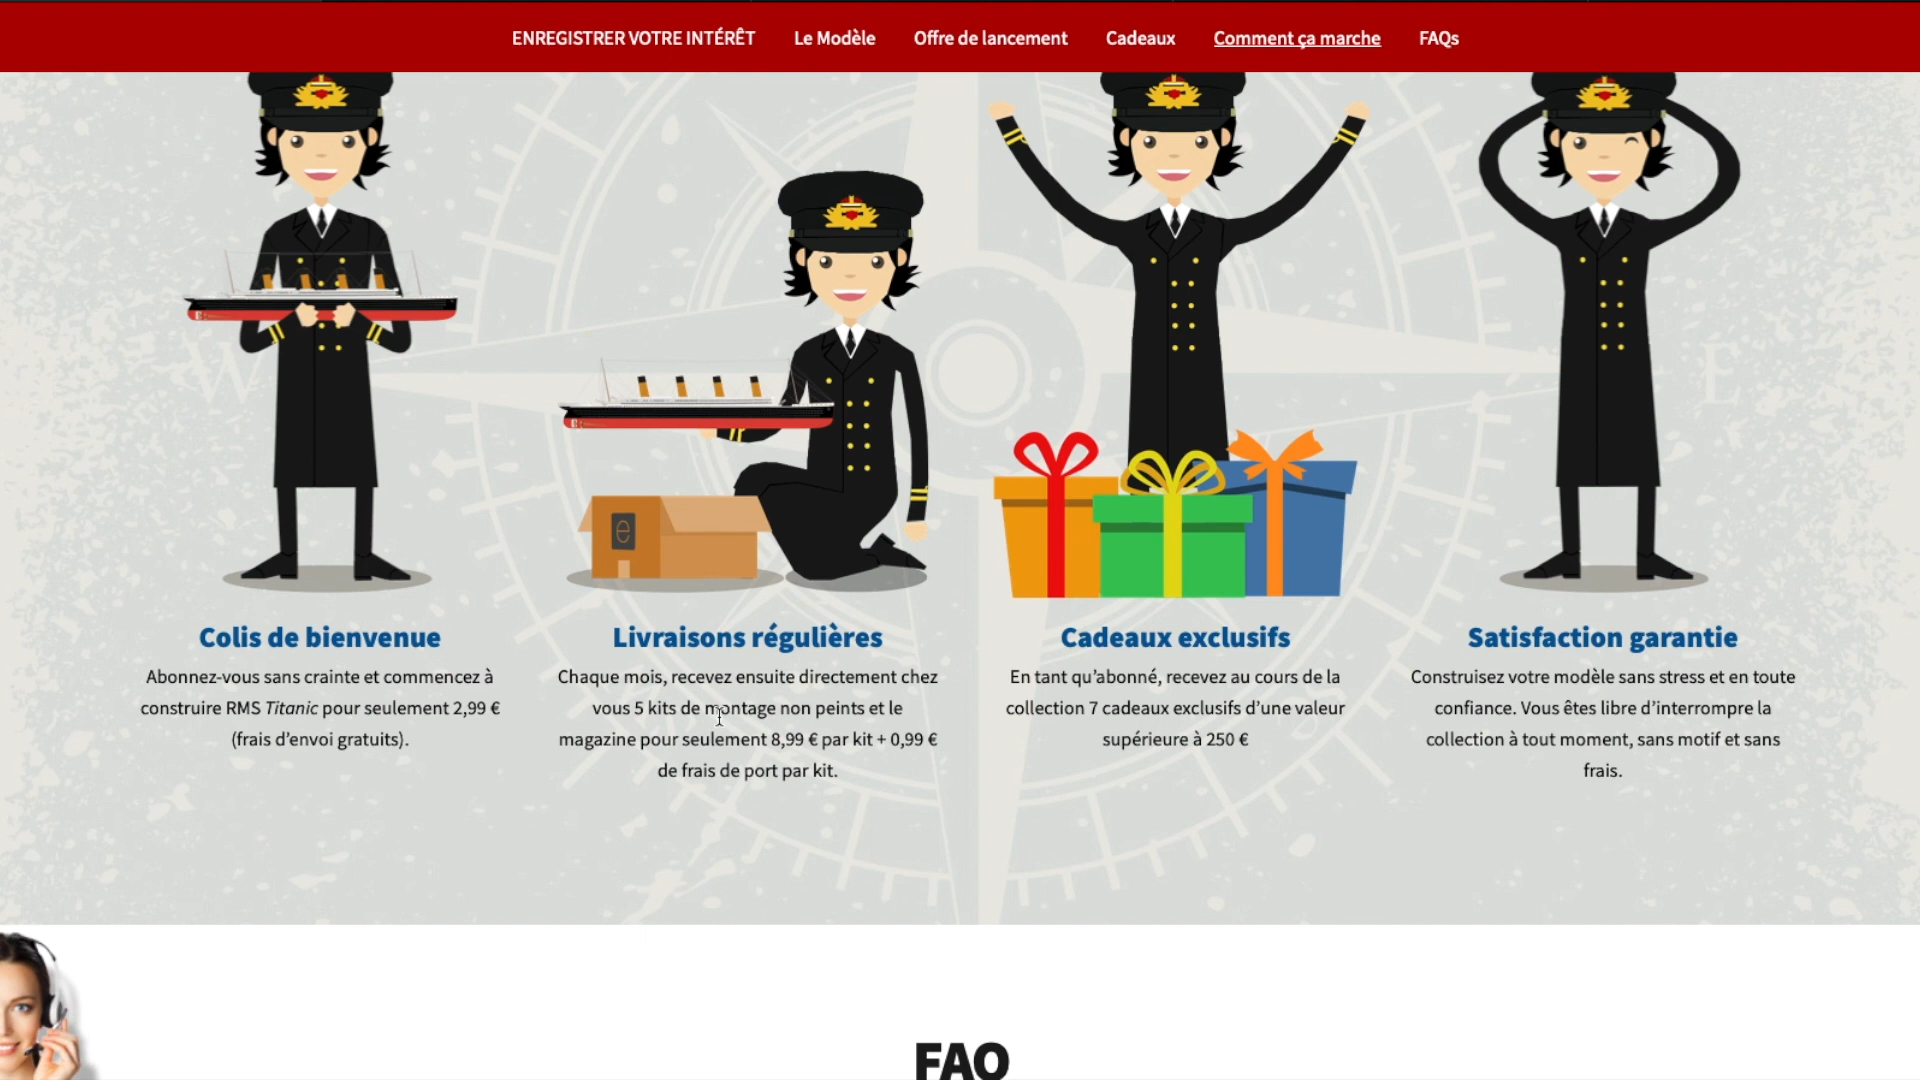 ENREGISTRER VOTRE INTÉRÊT Le Modèle Offre de lancement Cadeaux Comment ça marche FAQs
W
É
e
Colis de bienvenue
Abonnez-vous sans crainte et commencez à
construire RMS Titanic pour seulement 2,99 €
(frais d’envoi gratuits).
Livraisons régulières
Chaque mois, recevez ensuite directement chez
vous 5 kits de montage non peints et le
magazine pour seulement 8,99 € par kit + 0,99 €
de frais de port par kit.
Cadeaux exclusifs
En tant qu’abonné, recevez au cours de la
collection 7 cadeaux exclusifs d’une valeur
supérieure à 250 €
Satisfaction garantie
Construisez votre modèle sans stress et en toute
confiance. Vous êtes libre d’interrompre la
collection à tout moment, sans motif et sans
frais.
FAQ